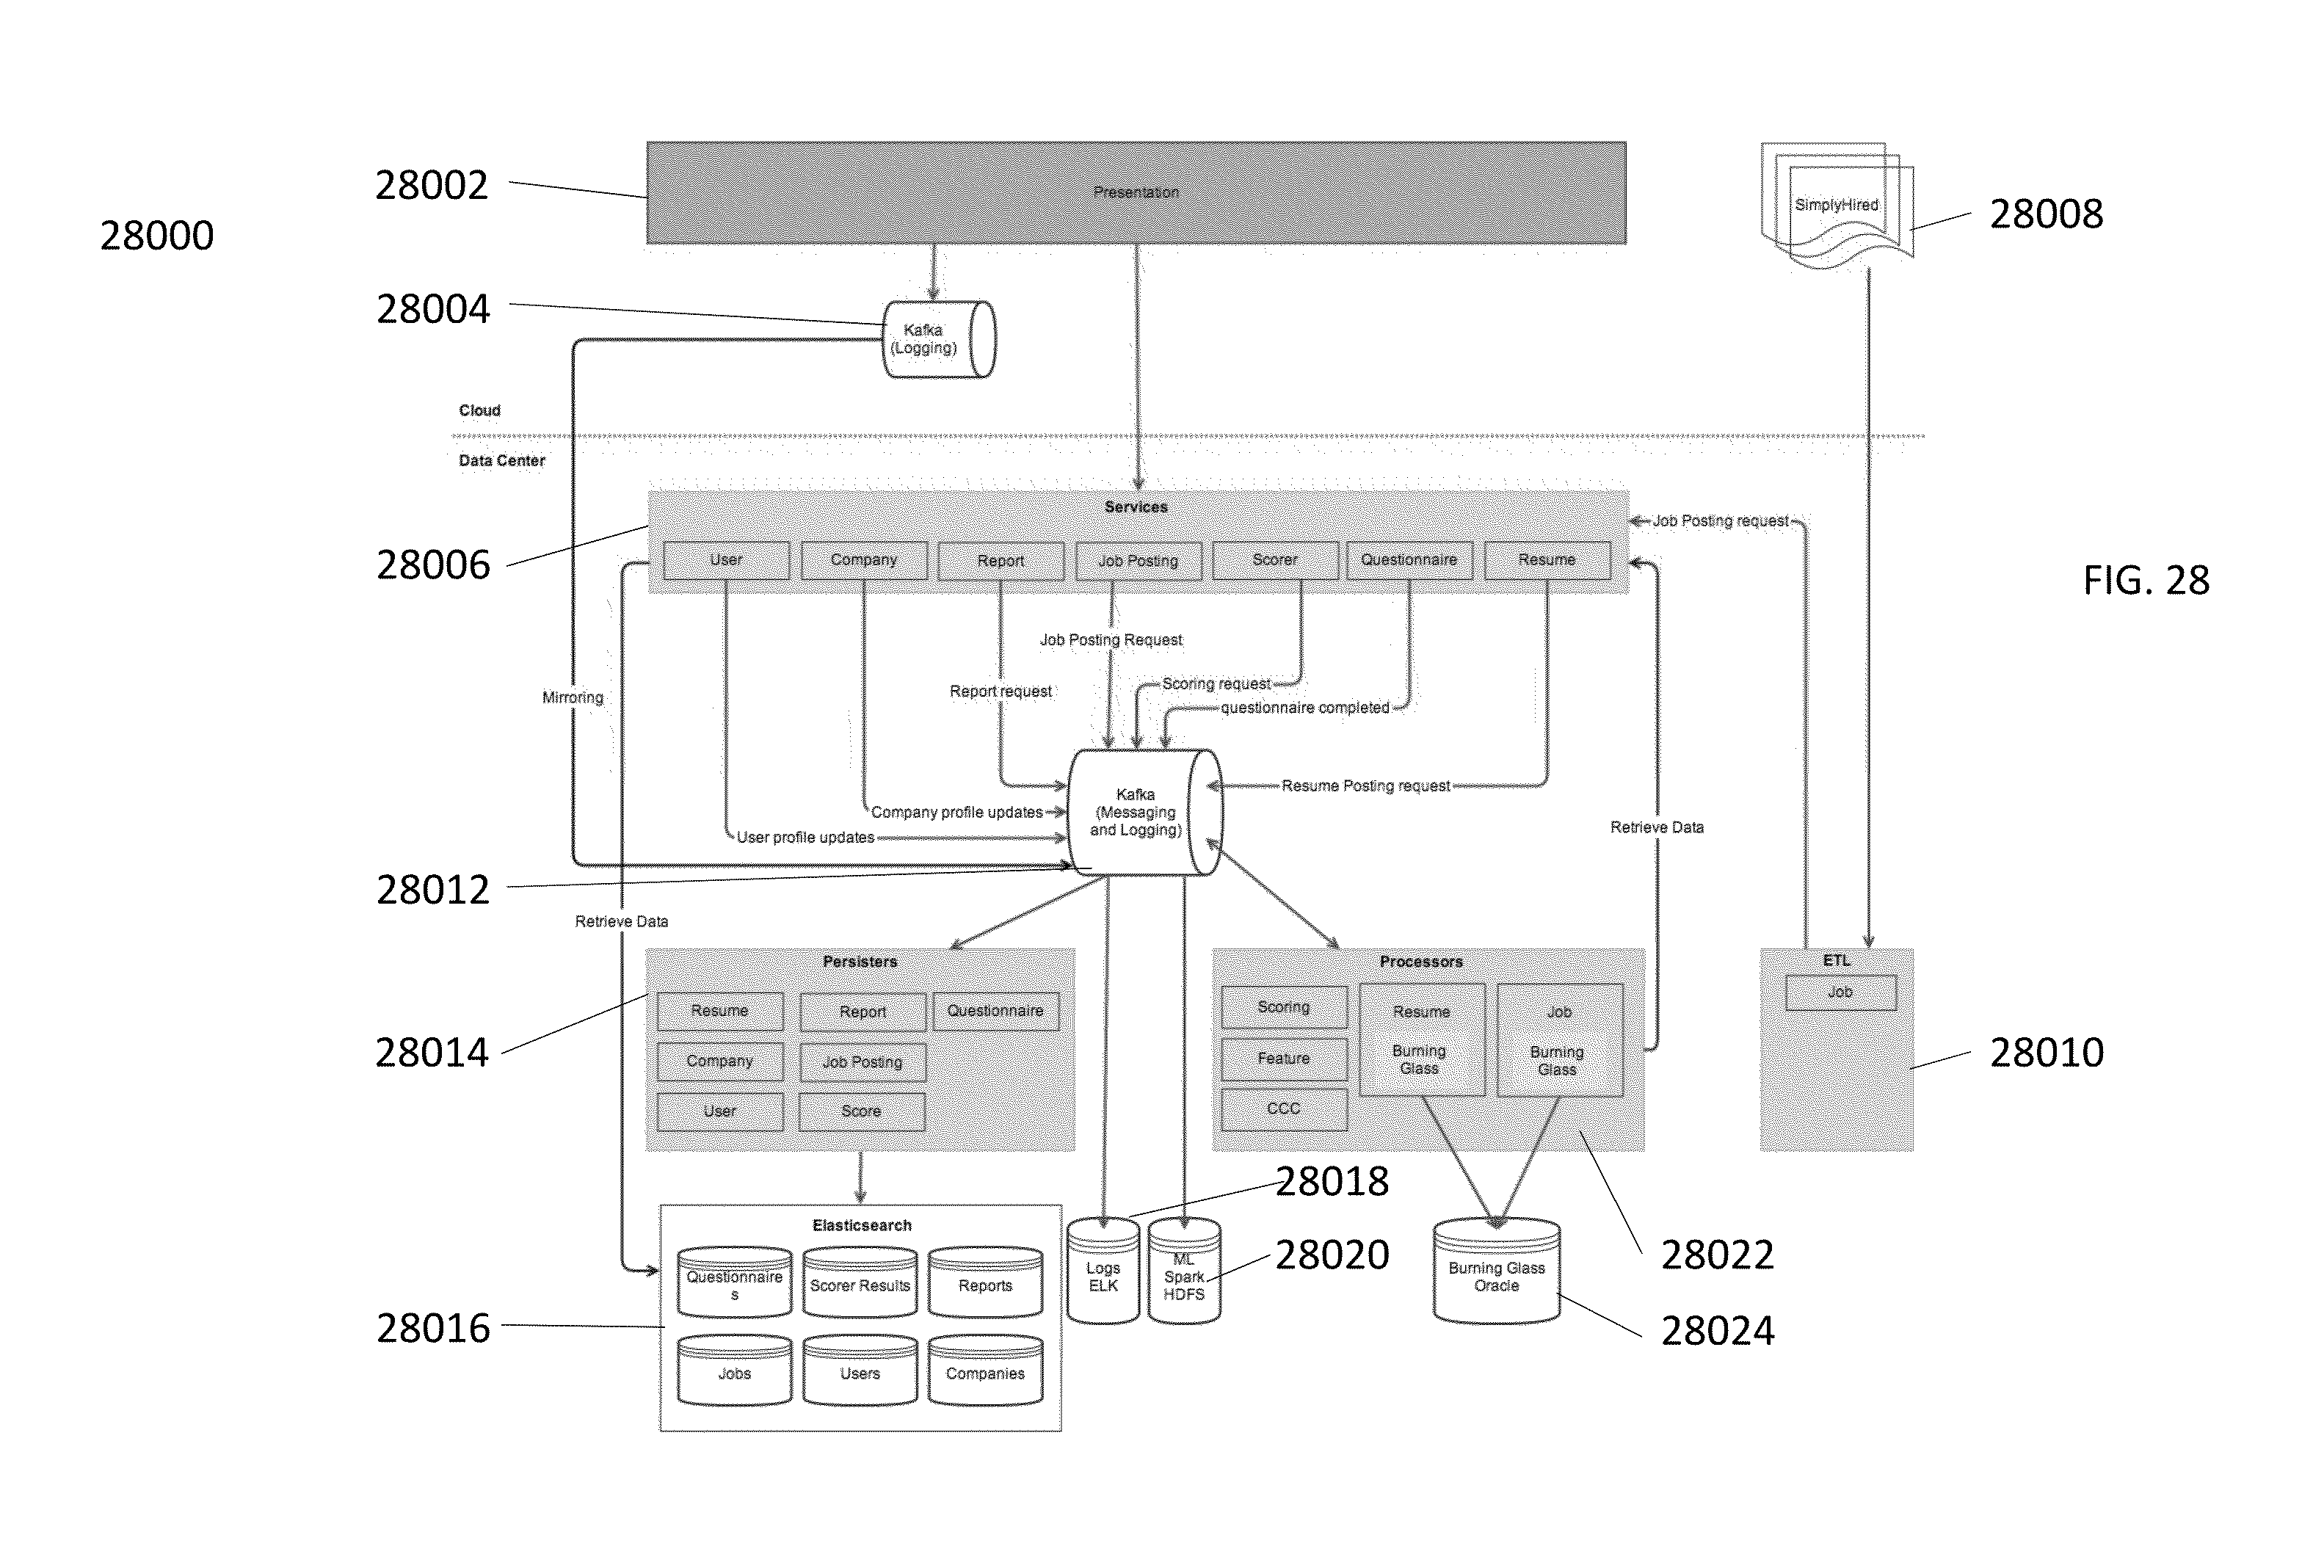 28002
Presentation
SimplyHired
28008
28000
28004
Kafka
(Logging)
Cloud
Data Center
Services
28006
User
Company
Report
Job Posting
Scorer
Questionnaire
Resume
Job Posting request
FIG. 28
Job Posting Request
Mirroring
Report request
Scoring request
questionnaire completed
Kafka
(Messaging
and Logging)
Resume Posting request
Company profile updates
User profile updates
Retrieve Data
28012
Retrieve Data
Persisters
Processors
ETL
Job
28014
Resume
Report
Questionnaire
Company
Job Posting
User
Score
Scoring
Feature
CCC
Resume
Burning
Glass
Job
Burning
Glass
28010
28018
Elasticsearch
Questionnaire
s
Scorer Results
Reports
Jobs
Users
Companies
28016
Logs
ELK
ML
Spark
HDFS
28020
Burning Glass
Oracle
28022
28024